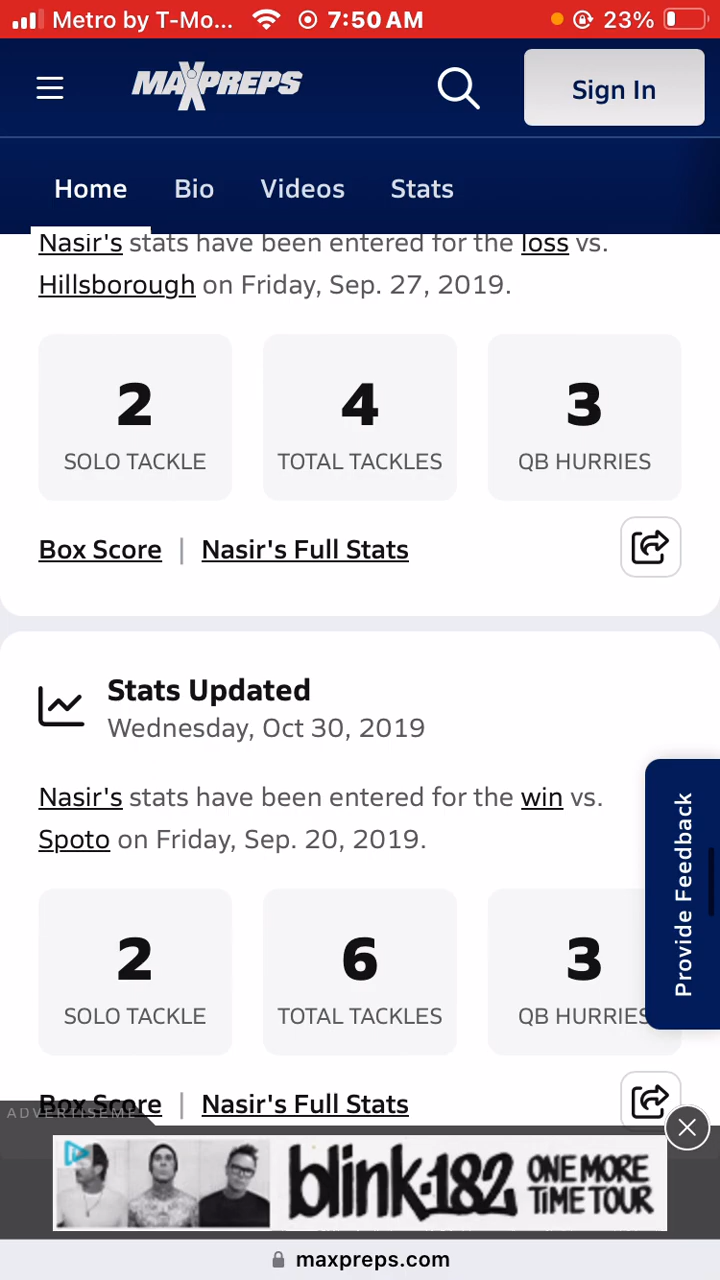 Metro by T-Mo... 7:50 AM 23%
MAXPREPS
Sign In
Home Bio Videos Stats
Nasir's stats have been entered for the loss vs.
Hillsborough on Friday, Sep. 27, 2019.
2 4 3
SOLO TACKLE TOTAL TACKLES QB HURRIES
Box Score | Nasir's Full Stats
Stats Updated
Wednesday, Oct 30, 2019
Nasir's stats have been entered for the win vs.
Spoto on Friday, Sep. 20, 2019.
Provide Feedback
2 6 3
SOLO TACKLE TOTAL TACKLES QB HURRIES
Box Score | Nasir's Full Stats
ADVERTISEME
blink-182 ONE MORE
TIME TOUR
maxpreps.com